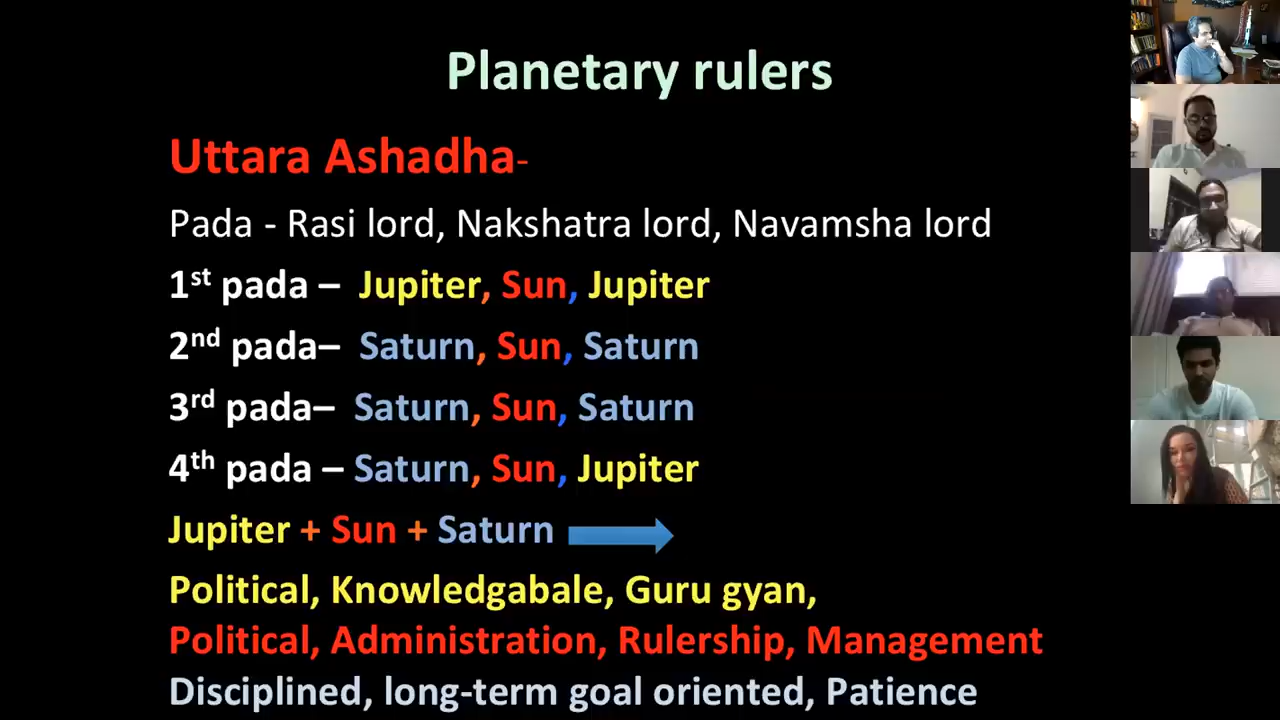 Planetary rulers
Uttara Ashadha-
Pada - Rasi lord, Nakshatra lord, Navamsha lord
1st pada – Jupiter, Sun, Jupiter
2nd pada– Saturn, Sun, Saturn
3rd pada– Saturn, Sun, Saturn
4th pada – Saturn, Sun, Jupiter
Jupiter + Sun + Saturn
Political, Knowledgabale, Guru gyan,
Political, Administration, Rulership, Management
Disciplined, long-term goal oriented, Patience